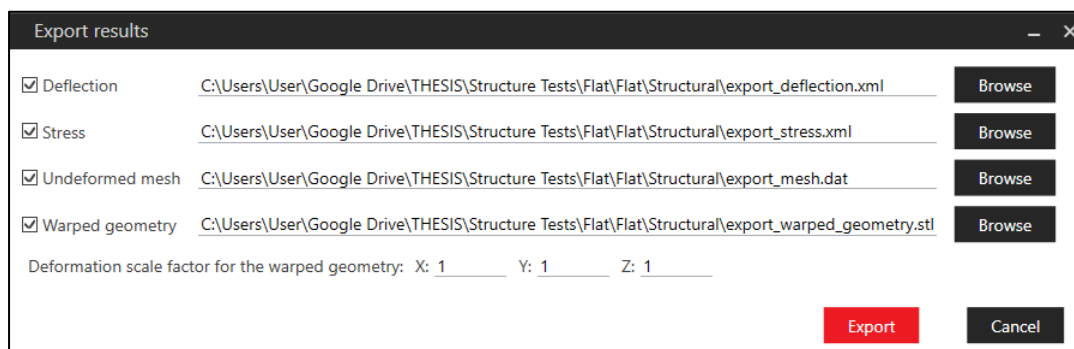 Export results
Deflection C:\Users\User\Google Drive\THESIS\Structure Tests\Flat\Flat\Structural\export_deflection.xml Browse
Stress C:\Users\User\Google Drive\THESIS\Structure Tests\Flat\Flat\Structural\export_stress.xml Browse
Undeformed mesh C:\Users\User\Google Drive\THESIS\Structure Tests\Flat\Flat\Structural\export_mesh.dat Browse
Warped geometry C:\Users\User\Google Drive\THESIS\Structure Tests\Flat\Flat\Structural\export_warped_geometry.stl Browse
Deformation scale factor for the warped geometry: X: 1 Y: 1 Z: 1
Export Cancel